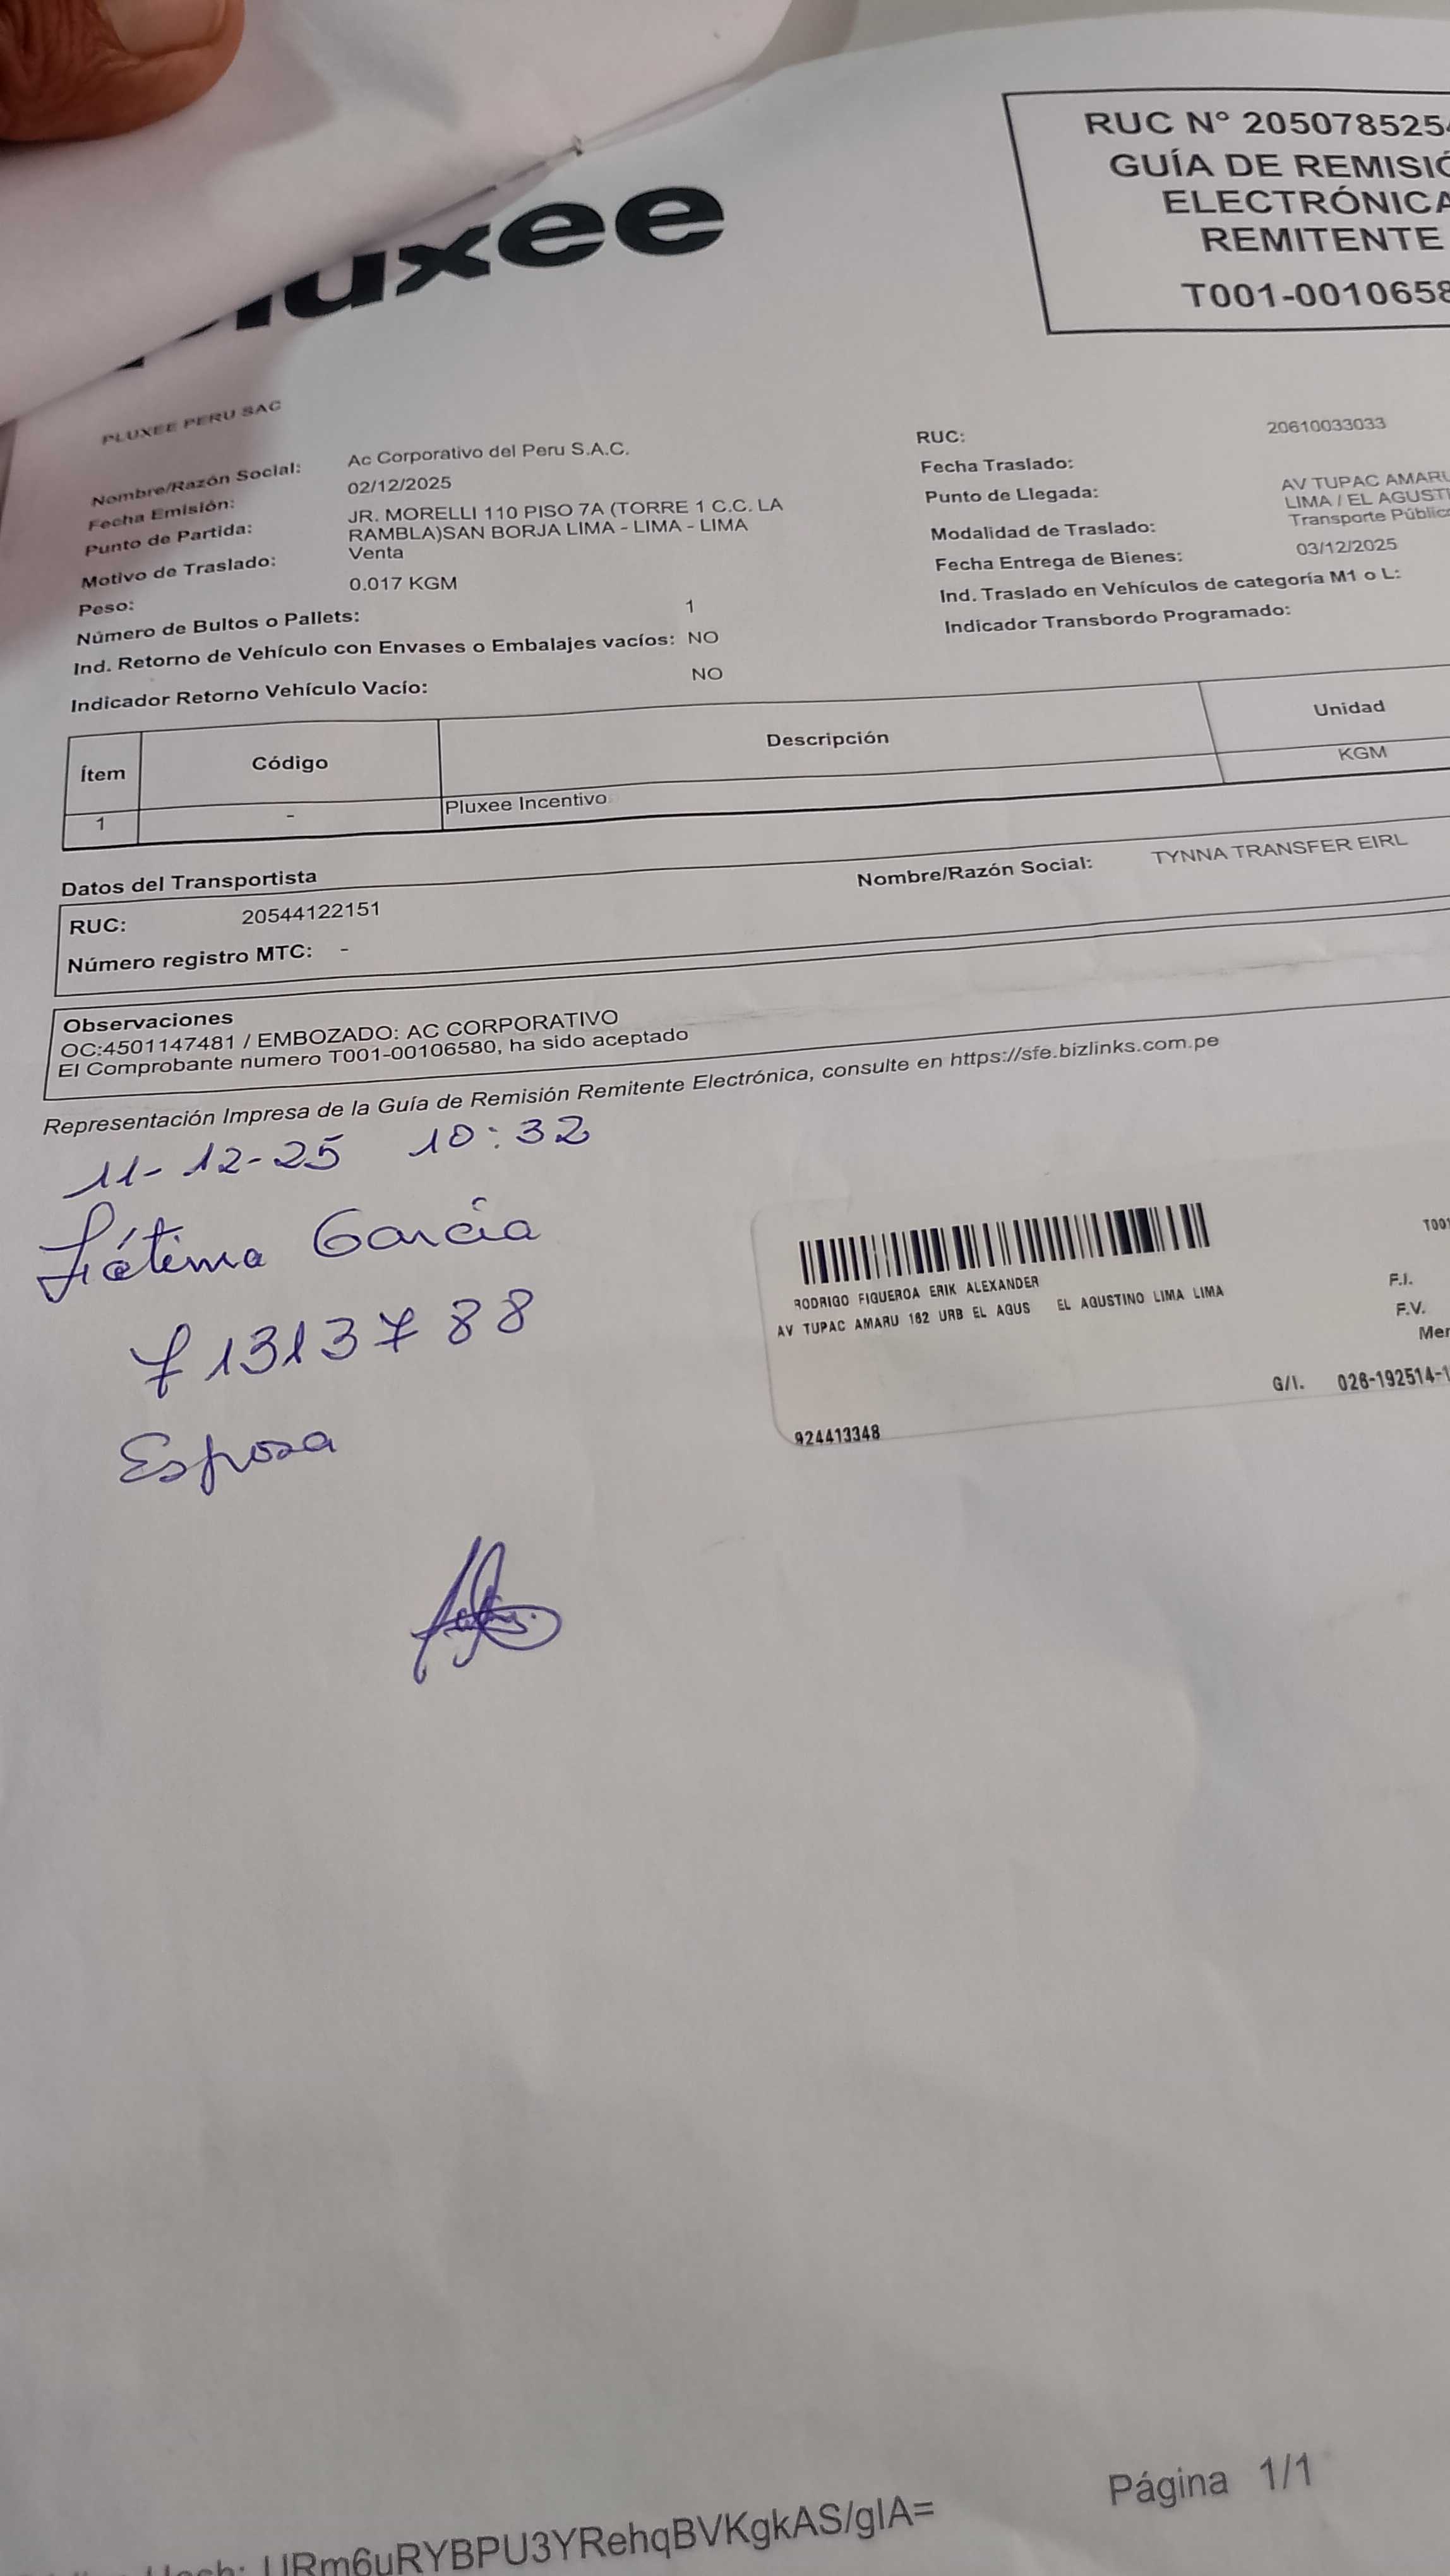 Pluxee
RUC N° 2050785254
GUÍA DE REMISIÓ
ELECTRÓNICA
REMITENTE
T001-0010658
PLUXEE PERU SAC
Nombre/Razón Social: Ac Corporativo del Peru S.A.C.
Fecha Emisión: 02/12/2025
Punto de Partida: JR. MORELLI 110 PISO 7A (TORRE 1 C.C. LA
RAMBLA)SAN BORJA LIMA - LIMA - LIMA
Motivo de Traslado: Venta
Peso: 0.017 KGM
Número de Bultos o Pallets: 1
Ind. Retorno de Vehículo con Envases o Embalajes vacíos: NO
Indicador Retorno Vehículo Vacío: NO
RUC: 20610033033
Fecha Traslado:
Punto de Llegada: AV TUPAC AMARU
LIMA / EL AGUSTI
Modalidad de Traslado: Transporte Público
Fecha Entrega de Bienes: 03/12/2025
Ind. Traslado en Vehículos de categoría M1 o L:
Indicador Transbordo Programado:
Ítem Código Descripción Unidad
1 - Pluxee Incentivo KGM
Datos del Transportista
RUC: 20544122151 Nombre/Razón Social: TYNNA TRANSFER EIRL
Número registro MTC: -
Observaciones
OC:4501147481 / EMBOZADO: AC CORPORATIVO
El Comprobante numero T001-00106580, ha sido aceptado
Representación Impresa de la Guía de Remisión Remitente Electrónica, consulte en https://sfe.bizlinks.com.pe
11-12-25 10:32
Fátima Garcia
71313788
Esposa
RODRIGO FIGUEROA ERIK ALEXANDER
AV TUPAC AMARU 162 URB EL AGUS EL AGUSTINO LIMA LIMA
924413348
T001
F.I.
F.V.
Mer
G/I. 026-192514-1
Página 1/1
Hash: URm6uRYBPU3YRehqBVKgkAS/glA=